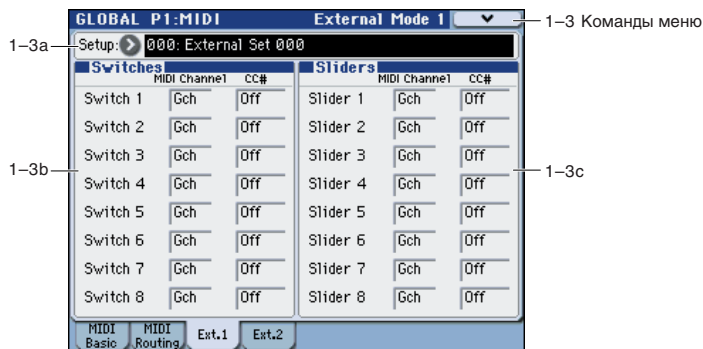 GLOBAL P1:MIDI External Mode 1
1–3 Команды меню
1–3a
Setup: 000: External Set 000
Switches Sliders
MIDI Channel CC# MIDI Channel CC#
Switch 1 Gch Off Slider 1 Gch Off
Switch 2 Gch Off Slider 2 Gch Off
Switch 3 Gch Off Slider 3 Gch Off
1–3b
1–3c
Switch 4 Gch Off Slider 4 Gch Off
Switch 5 Gch Off Slider 5 Gch Off
Switch 6 Gch Off Slider 6 Gch Off
Switch 7 Gch Off Slider 7 Gch Off
Switch 8 Gch Off Slider 8 Gch Off
MIDI Basic MIDI Routing Ext.1 Ext.2